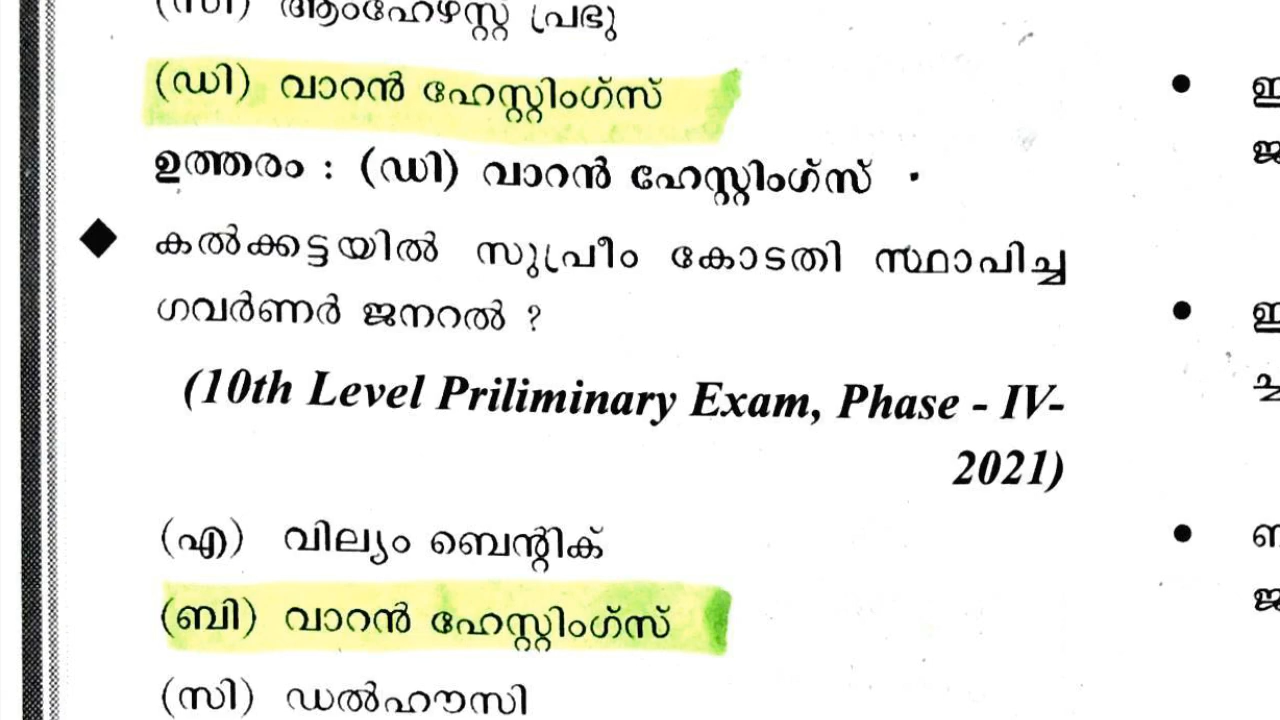 (സി) ആംഹേഴ്സ്റ്റ് പ്രഭു
(ഡി) വാറൻ ഹേസ്റ്റിംഗ്സ്
ഉത്തരം : (ഡി) വാറൻ ഹേസ്റ്റിംഗ്സ്
◆ കൽക്കട്ടയിൽ സുപ്രീം കോടതി സ്ഥാപിച്ച
ഗവർണർ ജനറൽ ?
(10th Level Priliminary Exam, Phase - IV-
2021)
(എ) വില്യം ബെന്റിക്
(ബി) വാറൻ ഹേസ്റ്റിംഗ്സ്
(സി) ഡൽഹൗസി